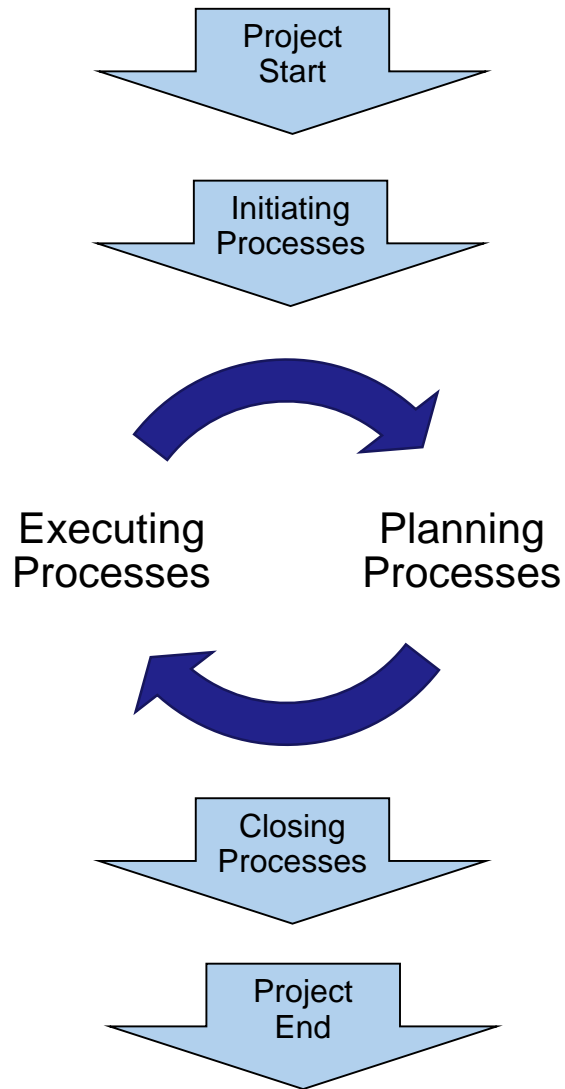 Project
Start
Initiating
Processes
Executing
Processes
Planning
Processes
Closing
Processes
Project
End